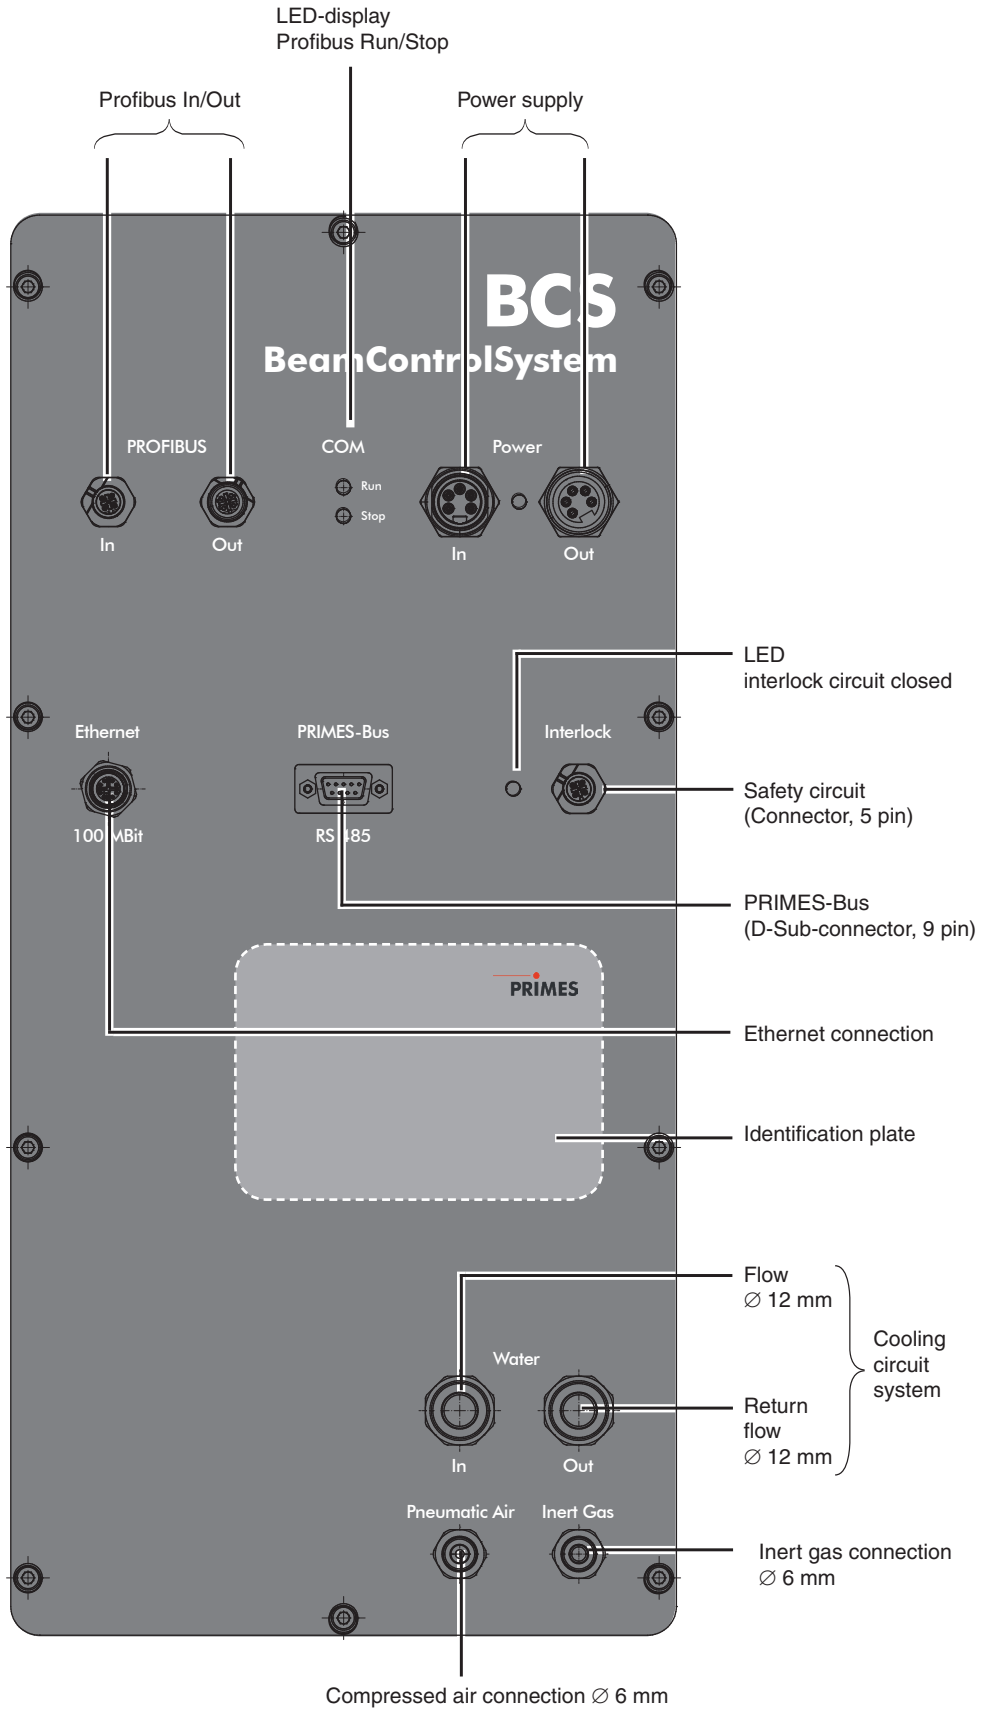 LED-display
Profibus Run/Stop
Profibus In/Out
Power supply
BCS
BeamControlSystem
PROFIBUS
COM
Power
Run
Stop
In
Out
In
Out
LED
interlock circuit closed
Ethernet
PRIMES-Bus
Interlock
Safety circuit
(Connector, 5 pin)
100 MBit
RS 485
PRIMES-Bus
(D-Sub-connector, 9 pin)
PRIMES
Ethernet connection
Identification plate
Flow
∅ 12 mm
Cooling
circuit
system
Water
Return
flow
∅ 12 mm
In
Out
Pneumatic Air
Inert Gas
Inert gas connection
∅ 6 mm
Compressed air connection ∅ 6 mm